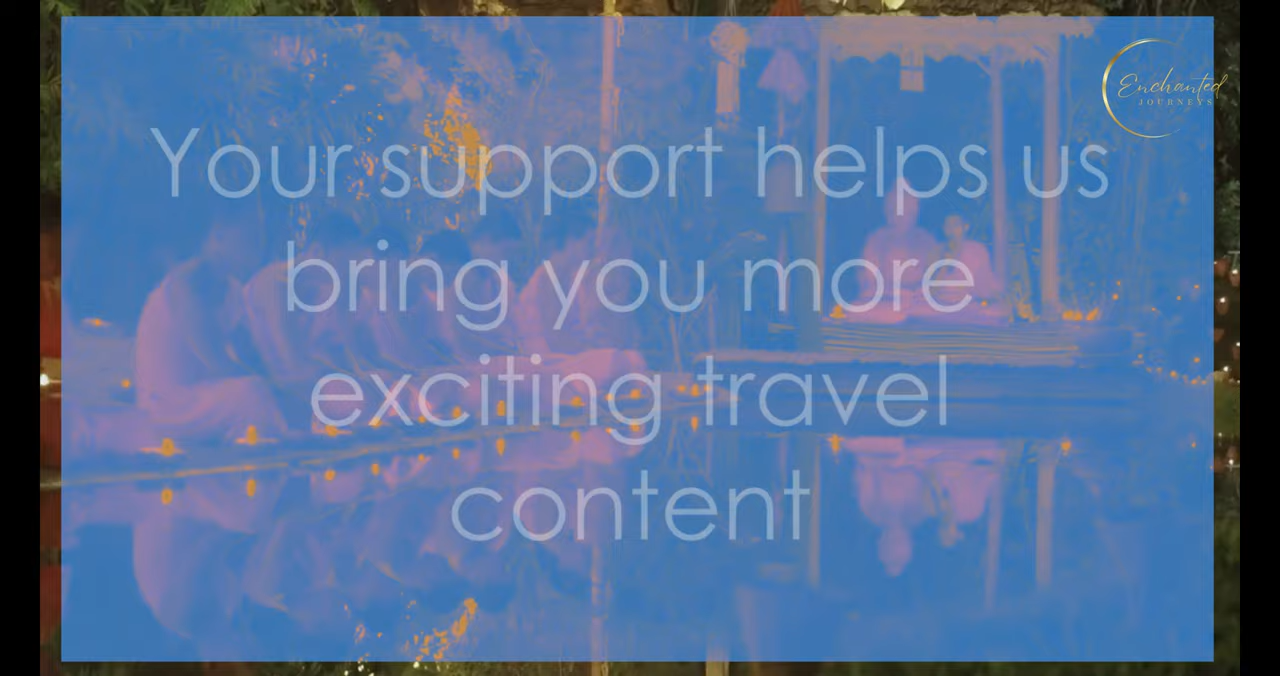 Enchanted
JOURNEYS
Your support helps us
bring you more
exciting travel
content